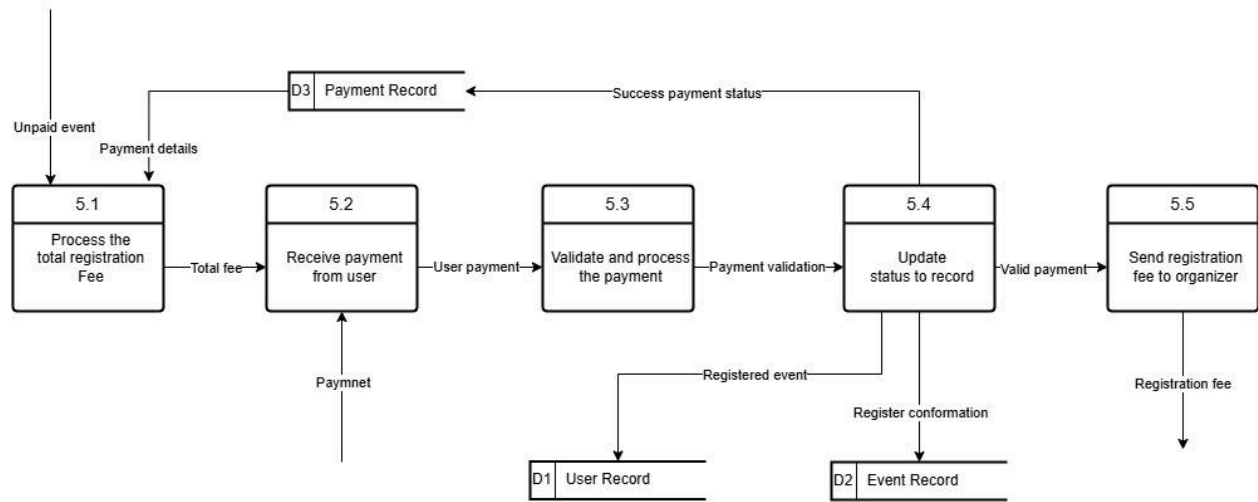 D3 Payment Record
Success payment status
Unpaid event
Payment details
5.1
Process the
total registration
Fee
Total fee
5.2
Receive payment
from user
User payment
5.3
Validate and process
the payment
Payment validation
5.4
Update
status to record
Valid payment
5.5
Send registration
fee to organizer
Paymnet
Registered event
Register conformation
Registration fee
D1 User Record
D2 Event Record